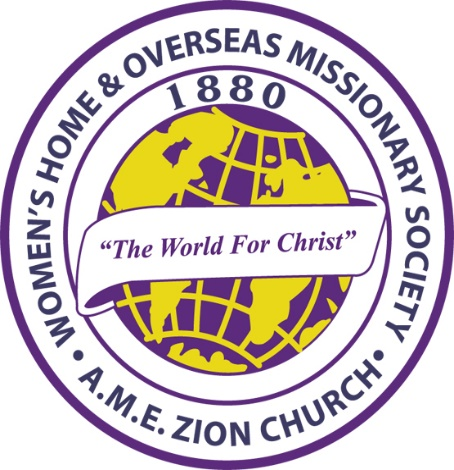 WOMEN'S HOME & OVERSEAS MISSIONARY SOCIETY
1880
“The World For Christ”
• A.M.E. ZION CHURCH •